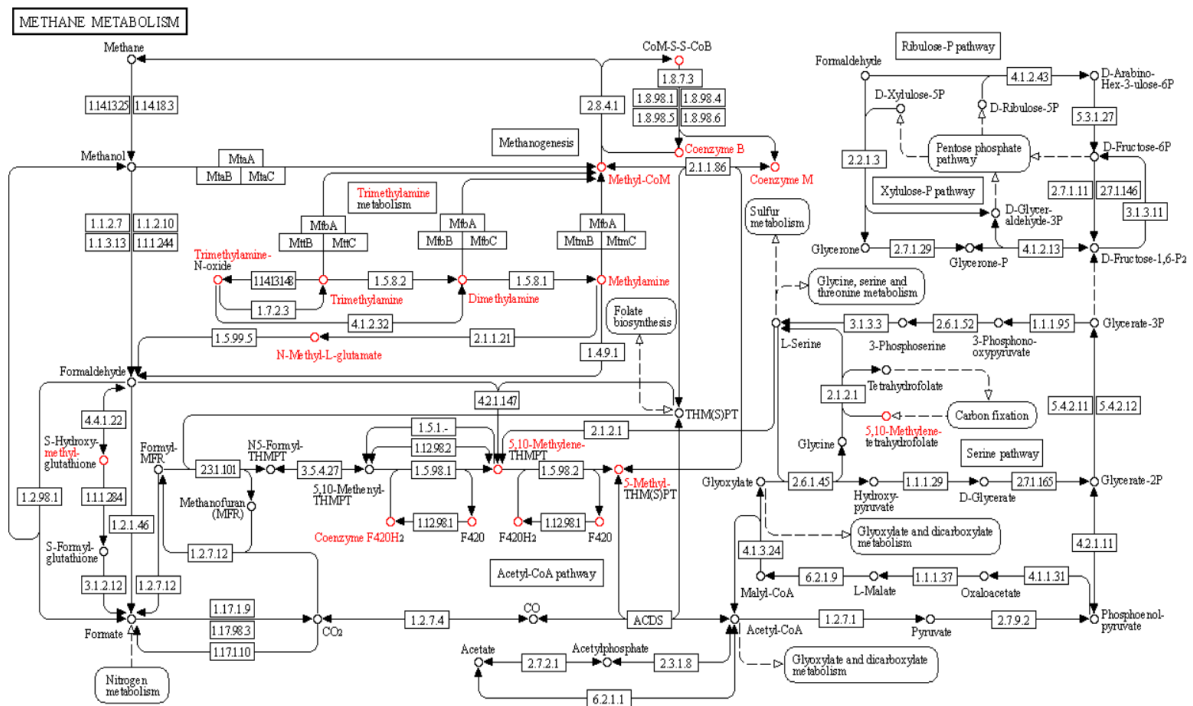 METHANE METABOLISM
Methane
CoM-S-S-CoB
Ribulose-P pathway
Formaldehyde
D-Arabino-
Hex-3-ulose-6P
4.1.2.43
1.8.7.3
1.14.13.25
1.14.18.3
2.8.4.1
1.8.98.1
1.8.98.4
1.8.98.5
1.8.98.6
D-Xylulose-5P
D-Ribulose-5P
5.3.1.27
Methanogenesis
Coenzyme B
Methanol
MtaA
MtaB
MtaC
Methyl-CoM
2.1.1.86
Coenzyme M
2.2.1.3
Pentose phosphate
pathway
D-Fructose-6P
Xylulose-P pathway
2.7.1.11
2.7.1.146
3.1.3.11
Trimethylamine
metabolism
Sulfur
metabolism
D-Glycer-
aldehyde-3P
1.1.2.7
1.1.2.10
1.1.3.13
1.1.1.244
MtbA
MttB
MttC
MtbA
MtbB
MtbC
MtbA
MtmB
MtmC
Glycerone
2.7.1.29
Glycerone-P
4.1.2.13
D-Fructose-1,6-P2
Trimethylamine-
N-oxide
1.14.13.148
Trimethylamine
1.5.8.2
Dimethylamine
1.5.8.1
Methylamine
Glycine, serine and
threonine metabolism
1.7.2.3
4.1.2.32
Folate
biosynthesis
1.5.99.5
N-Methyl-L-glutamate
2.1.1.21
1.4.9.1
L-Serine
3.1.3.3
3-Phosphoserine
2.6.1.52
3-Phosphono-
oxypyruvate
1.1.1.95
Glycerate-3P
Formaldehyde
4.2.1.147
THM(S)PT
Tetrahydrofolate
2.1.2.1
Carbon fixation
5.4.2.11
5.4.2.12
4.4.1.22
S-Hydroxy-
methyl-
glutathione
Formyl-
MFR
N5-Formyl-
THMPT
1.5.1.-
1.12.98.2
5,10-Methylene-
THMPT
2.1.2.1
5,10-Methylene-
tetrahydrofolate
Glycine
Serine pathway
2.3.1.101
3.5.4.27
5,10-Methenyl-
THMPT
1.5.98.1
1.5.98.2
5-Methyl-
THM(S)PT
Glyoxylate
2.6.1.45
Hydroxy-
pyruvate
1.1.1.29
D-Glycerate
2.7.1.165
Glycerate-2P
1.2.98.1
1.1.1.284
Methanofuran
(MFR)
1.2.1.46
Coenzyme F420H2
1.12.98.1
F420
F420H2
1.12.98.1
F420
Glyoxylate and dicarboxylate
metabolism
S-Formyl-
glutathione
1.2.7.12
4.1.3.24
4.2.1.11
3.1.2.12
1.2.7.12
Acetyl-CoA pathway
Malyl-CoA
6.2.1.9
L-Malate
1.1.1.37
Oxaloacetate
4.1.1.31
Formate
1.17.1.9
1.17.98.3
1.17.1.10
CO2
1.2.7.4
CO
ACDS
Acetyl-CoA
1.2.7.1
Pyruvate
2.7.9.2
Phosphoenol-
pyruvate
Acetate
2.7.2.1
Acetylphosphate
2.3.1.8
Glyoxylate and dicarboxylate
metabolism
Nitrogen
metabolism
6.2.1.1